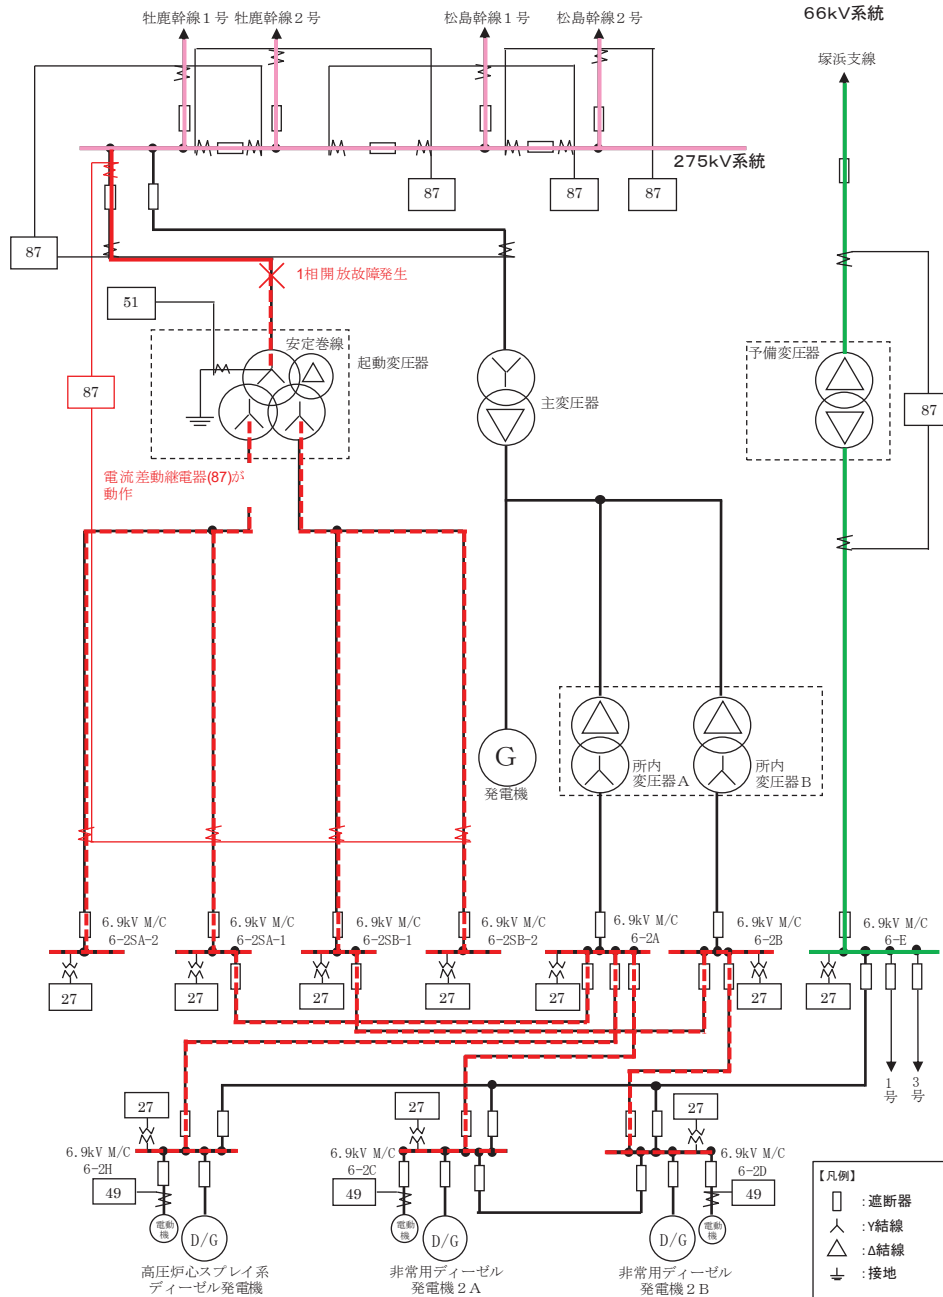 66kV系統
牡鹿幹線１号
牡鹿幹線２号
松島幹線１号
松島幹線２号
塚浜支線
275kV系統
87
87
87
87
1相開放故障発生
51
安定巻線
起動変圧器
予備変圧器
87
主変圧器
87
電流差動継電器(87)が
動作
G
発電機
所内
変圧器Ａ
所内
変圧器Ｂ
6.9kV M/C
6-2SA-2
6.9kV M/C
6-2SA-1
6.9kV M/C
6-2SB-1
6.9kV M/C
6-2SB-2
6.9kV M/C
6-2A
6.9kV M/C
6-2B
6.9kV M/C
6-E
27
27
27
27
27
27
27
1
号
3
号
27
27
27
6.9kV M/C
6-2H
6.9kV M/C
6-2C
6.9kV M/C
6-2D
49
49
49
電動
機
D/G
電動
機
D/G
D/G
電動
機
高圧炉心スプレイ系
ディーゼル発電機
非常用ディーゼル
発電機２Ａ
非常用ディーゼル
発電機２Ｂ
【凡例】
：遮断器
：Y結線
：Δ結線
：接地